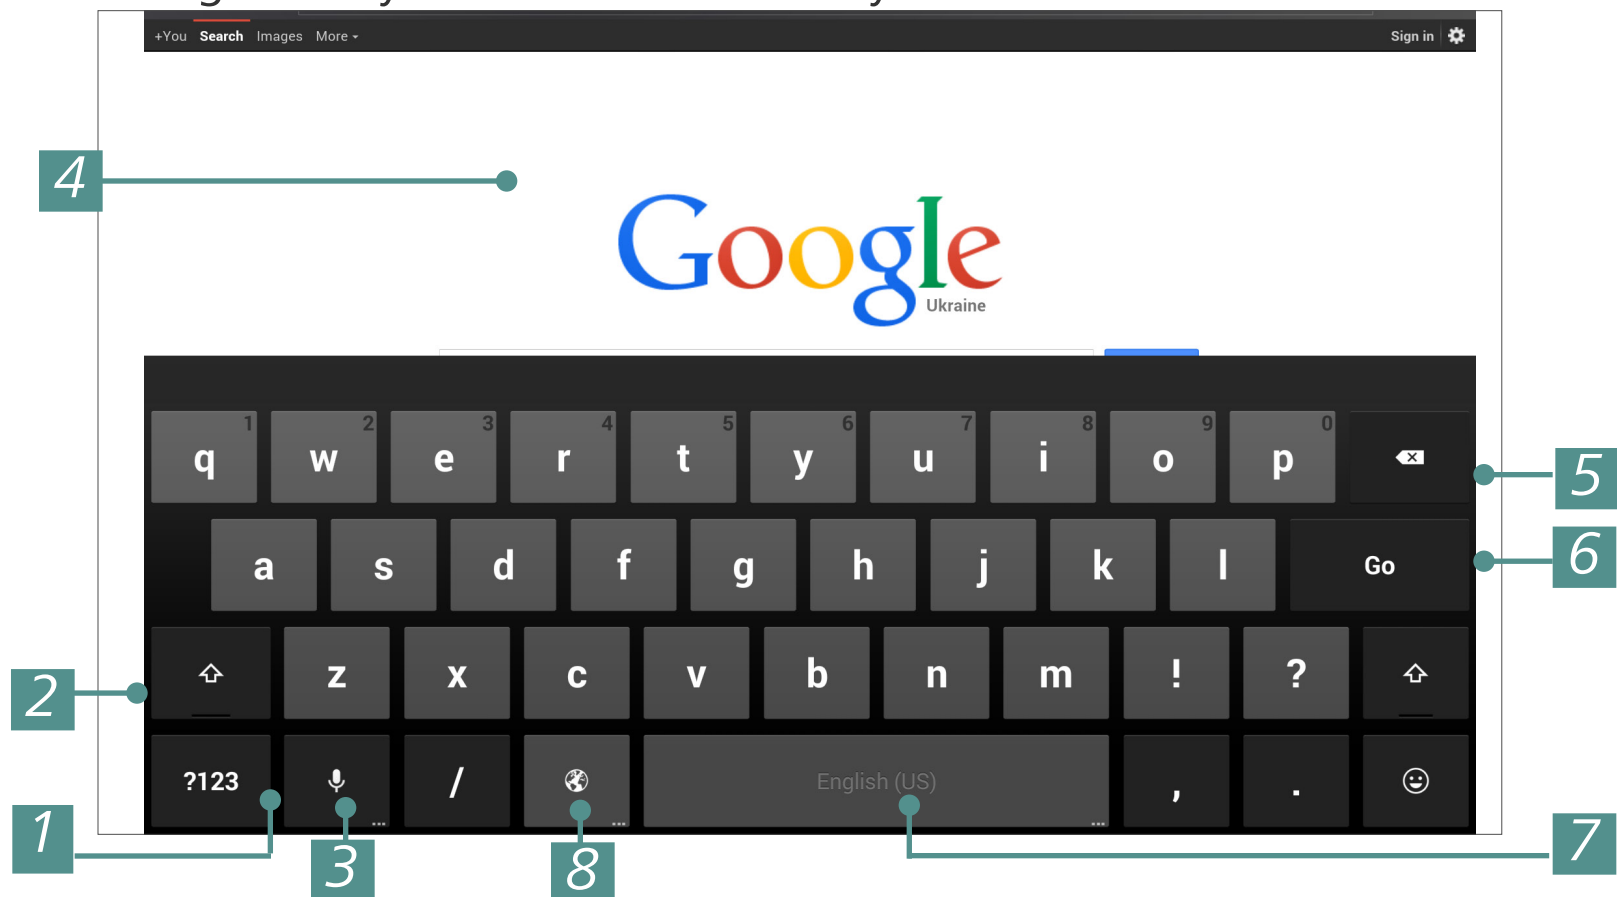 +You Search Images More Sign in
4
Google
Ukraine
1 2 3 4 5 6 7 8 9 0
q w e r t y u i o p
5
a s d f g h j k l Go
6
z x c v b n m ! ?
2
?123 / English (US) , .
1
3
8
7